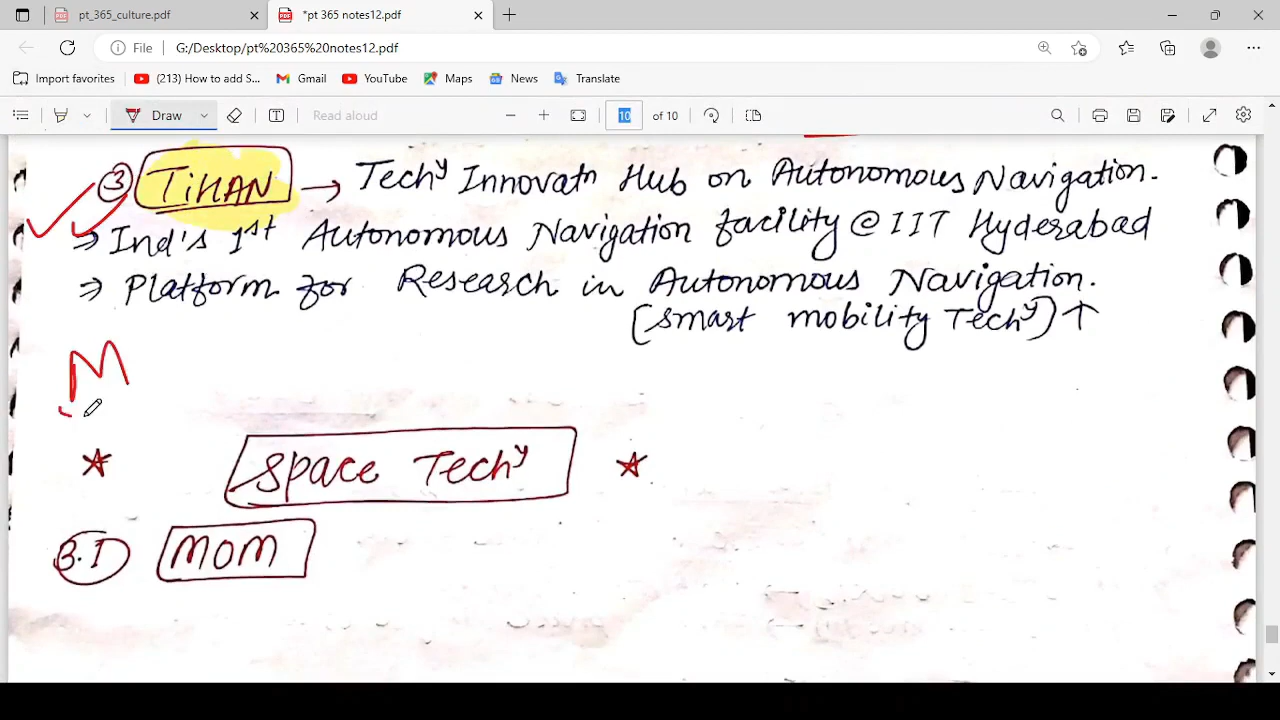 pt_365_culture.pdf
*pt 365 notes12.pdf
File G:/Desktop/pt%20365%20notes12.pdf
Import favorites (213) How to add S... Gmail YouTube Maps News Translate
Draw Read aloud 10 of 10
③ TiHAN → Techʸ Innovatⁿ Hub on Autonomous Navigation.
⇒ Ind's 1st Autonomous Navigation facility @ IIT Hyderabad
⇒ Platform for Research in Autonomous Navigation.
(smart mobility Techʸ) ↑
M
* Space Techʸ *
3.1 MOM